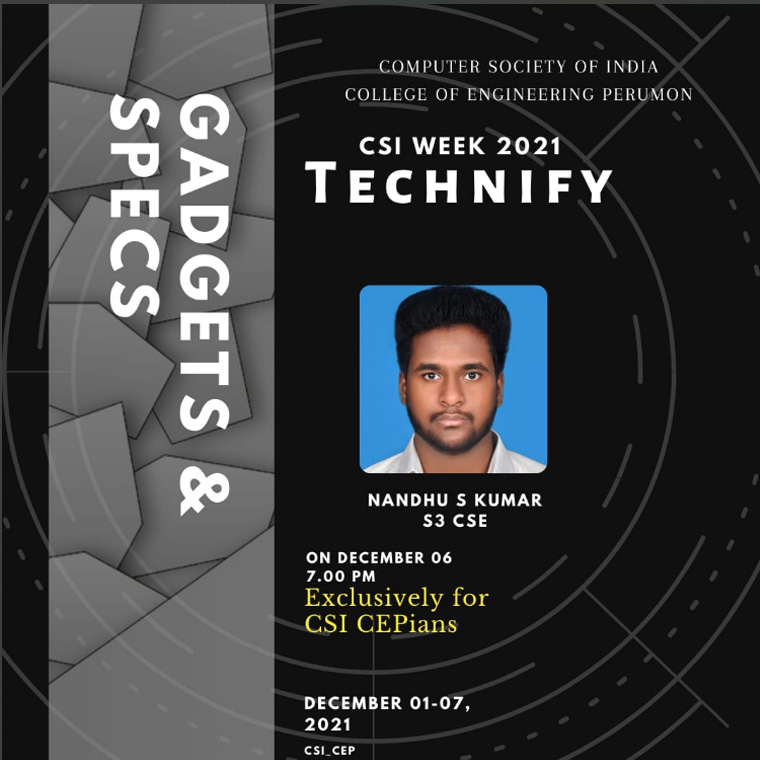 GADGETS &
SPECS
COMPUTER SOCIETY OF INDIA
COLLEGE OF ENGINEERING PERUMON
CSI WEEK 2021
TECHNIFY
NANDHU S KUMAR
S3 CSE
ON DECEMBER 06
7.00 PM
Exclusively for
CSI CEPians
DECEMBER 01-07,
2021
CSI_CEP